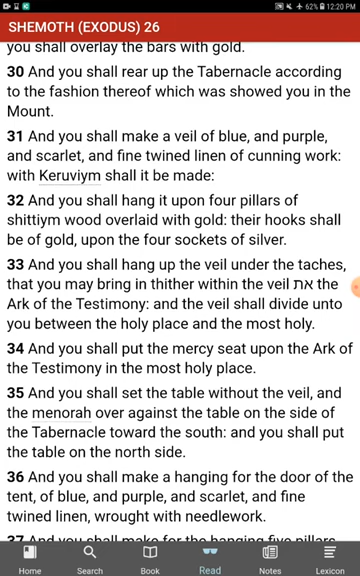 62% 12:20 PM
SHEMOTH (EXODUS) 26
you shall overlay the bars with gold.
30 And you shall rear up the Tabernacle according
to the fashion thereof which was showed you in the
Mount.
31 And you shall make a veil of blue, and purple,
and scarlet, and fine twined linen of cunning work:
with Keruviym shall it be made:
32 And you shall hang it upon four pillars of
shittiym wood overlaid with gold: their hooks shall
be of gold, upon the four sockets of silver.
33 And you shall hang up the veil under the taches,
that you may bring in thither within the veil את the
Ark of the Testimony: and the veil shall divide unto
you between the holy place and the most holy.
34 And you shall put the mercy seat upon the Ark of
the Testimony in the most holy place.
35 And you shall set the table without the veil, and
the menorah over against the table on the side of
the Tabernacle toward the south: and you shall put
the table on the north side.
36 And you shall make a hanging for the door of the
tent, of blue, and purple, and scarlet, and fine
twined linen, wrought with needlework.
37 And you shall make for the hanging five pillars
Home Search Book Read Notes Lexicon